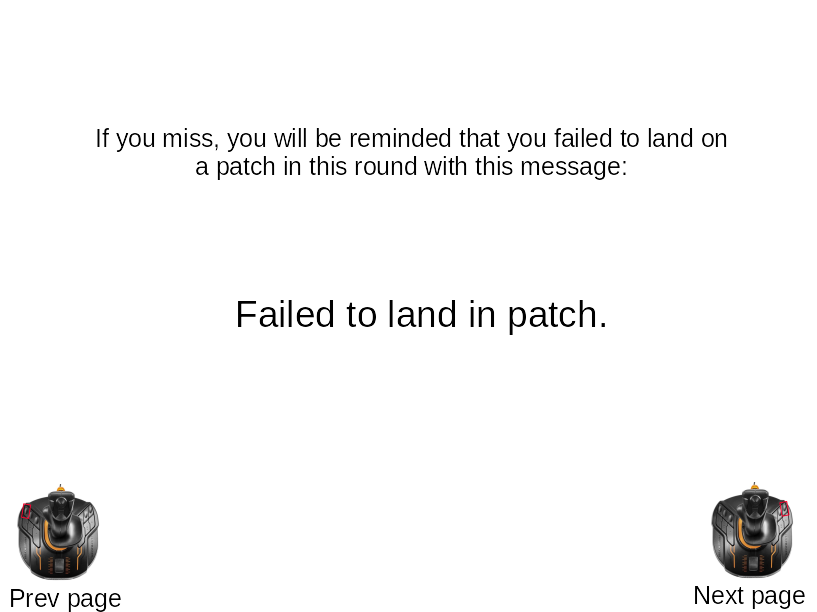 If you miss, you will be reminded that you failed to land on
a patch in this round with this message:
Failed to land in patch.
Prev page
Next page